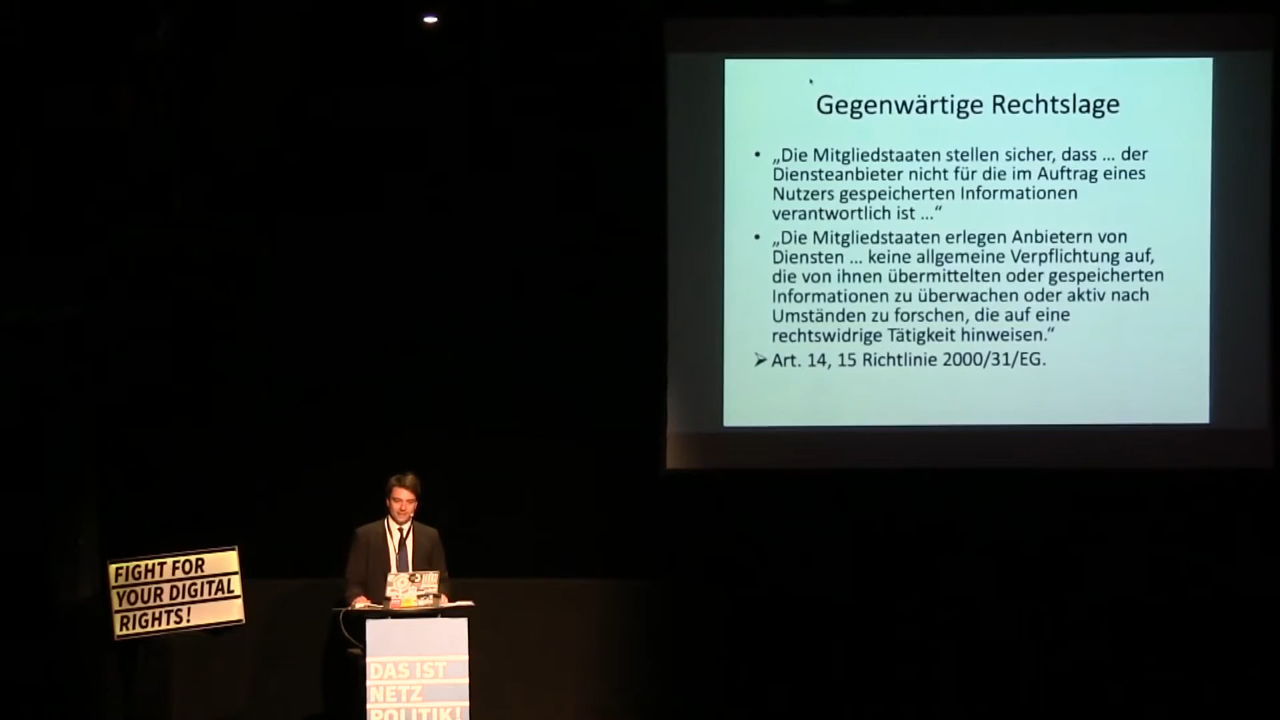 Gegenwärtige Rechtslage
• „Die Mitgliedstaaten stellen sicher, dass ... der
Diensteanbieter nicht für die im Auftrag eines
Nutzers gespeicherten Informationen
verantwortlich ist ...“
• „Die Mitgliedstaaten erlegen Anbietern von
Diensten ... keine allgemeine Verpflichtung auf,
die von ihnen übermittelten oder gespeicherten
Informationen zu überwachen oder aktiv nach
Umständen zu forschen, die auf eine
rechtswidrige Tätigkeit hinweisen.“
➢ Art. 14, 15 Richtlinie 2000/31/EG.
FIGHT FOR
YOUR DIGITAL
RIGHTS!
DAS IST
NETZ
POLITIK!